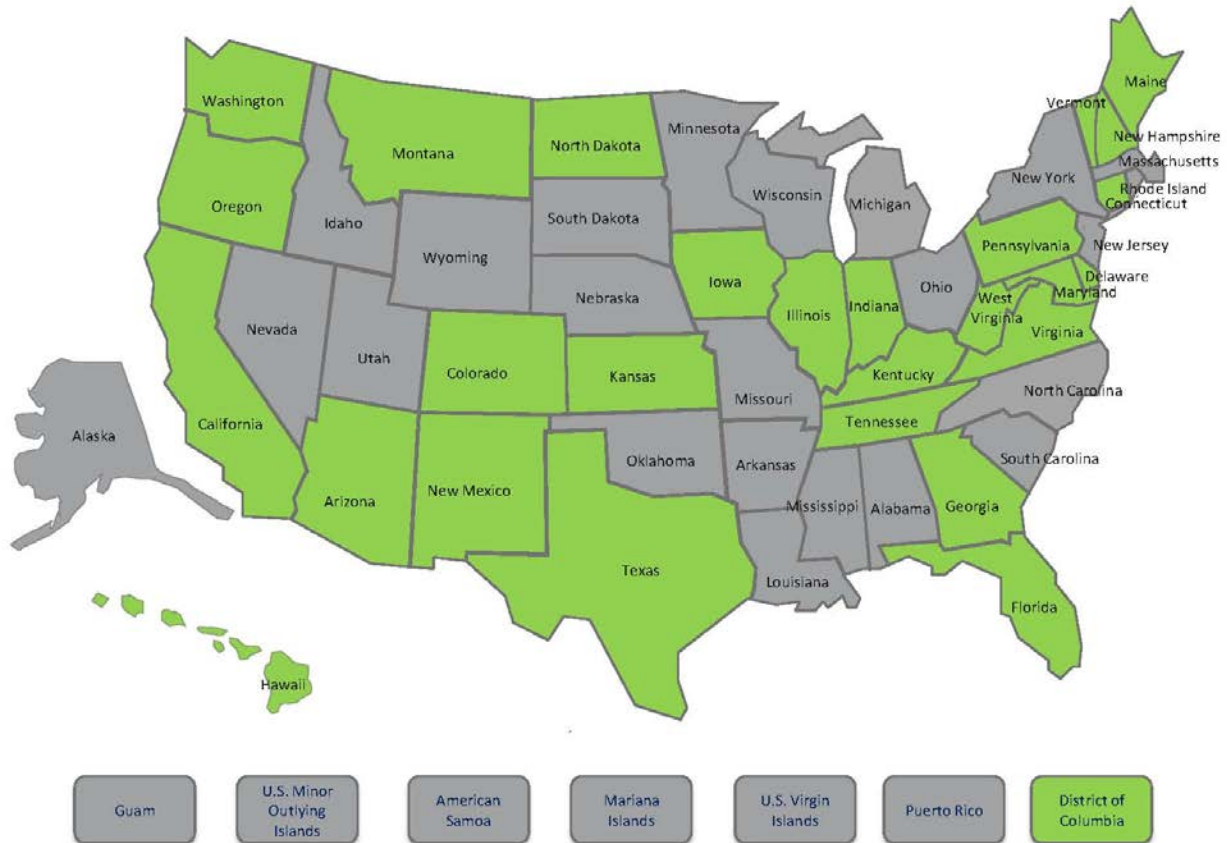 Maine
Washington
Vermont
Minnesota
New Hampshire
North Dakota
Montana
Massachusetts
New York
Rhode Island
Wisconsin
Connecticut
Michigan
Oregon
South Dakota
Idaho
Pennsylvania
New Jersey
Wyoming
Delaware
Iowa
Ohio
Maryland
Nebraska
West
Virginia
Indiana
Illinois
Nevada
Virginia
Utah
Colorado
Kansas
Kentucky
North Carolina
Missouri
California
Tennessee
Alaska
South Carolina
Oklahoma
Arkansas
New Mexico
Arizona
Mississippi
Alabama
Georgia
Texas
Louisiana
Florida
Hawaii
Guam
U.S. Minor
Outlying
Islands
American
Samoa
Mariana
Islands
U.S. Virgin
Islands
Puerto Rico
District of
Columbia